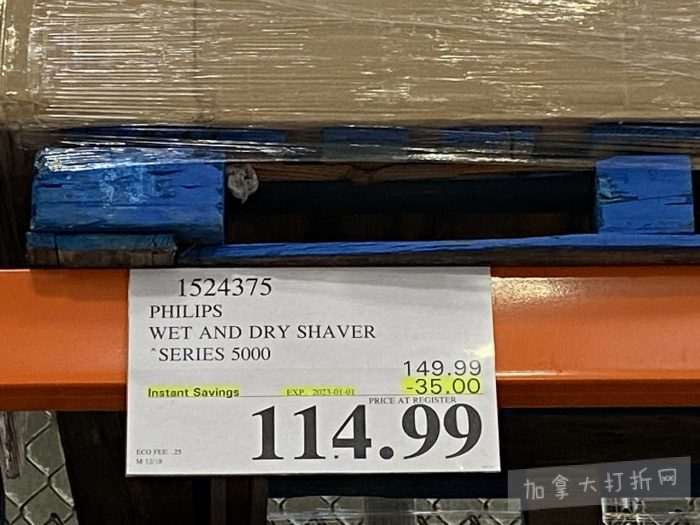 1524375
PHILIPS
WET AND DRY SHAVER
^SERIES 5000
149.99
Instant Savings EXP. 2023-01-01 -35.00
PRICE AT REGISTER
114.99
ECO FEE: .25
M 12/18
加拿大打折网